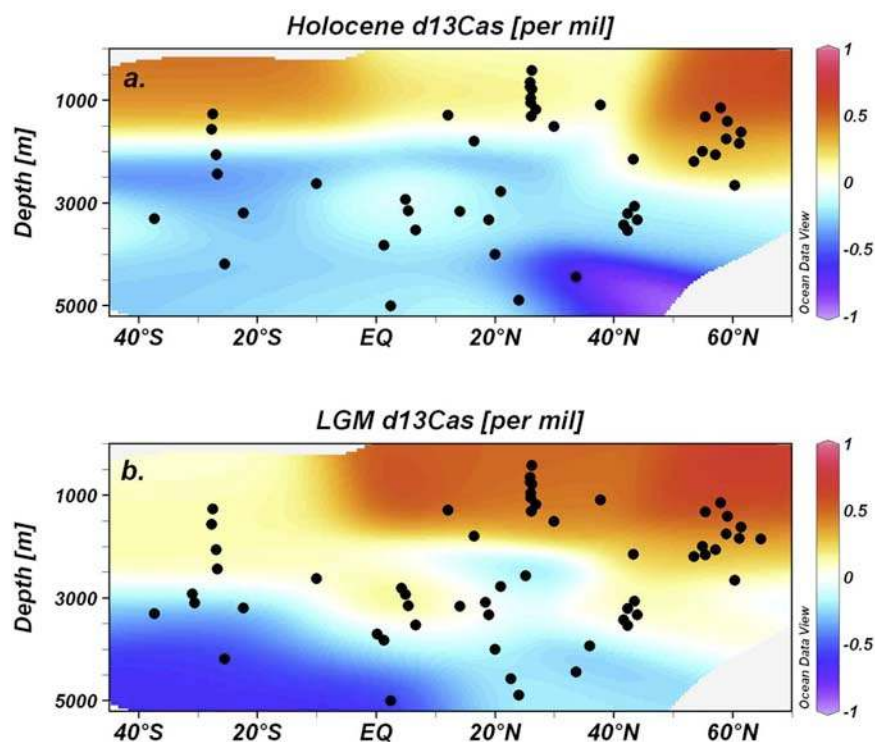 Holocene d13Cas [per mil]
a.
Depth [m]
1000
3000
5000
40°S
20°S
EQ
20°N
40°N
60°N
Ocean Data View
1
0.5
0
-0.5
-1
LGM d13Cas [per mil]
b.
Depth [m]
1000
3000
5000
40°S
20°S
EQ
20°N
40°N
60°N
Ocean Data View
1
0.5
0
-0.5
-1